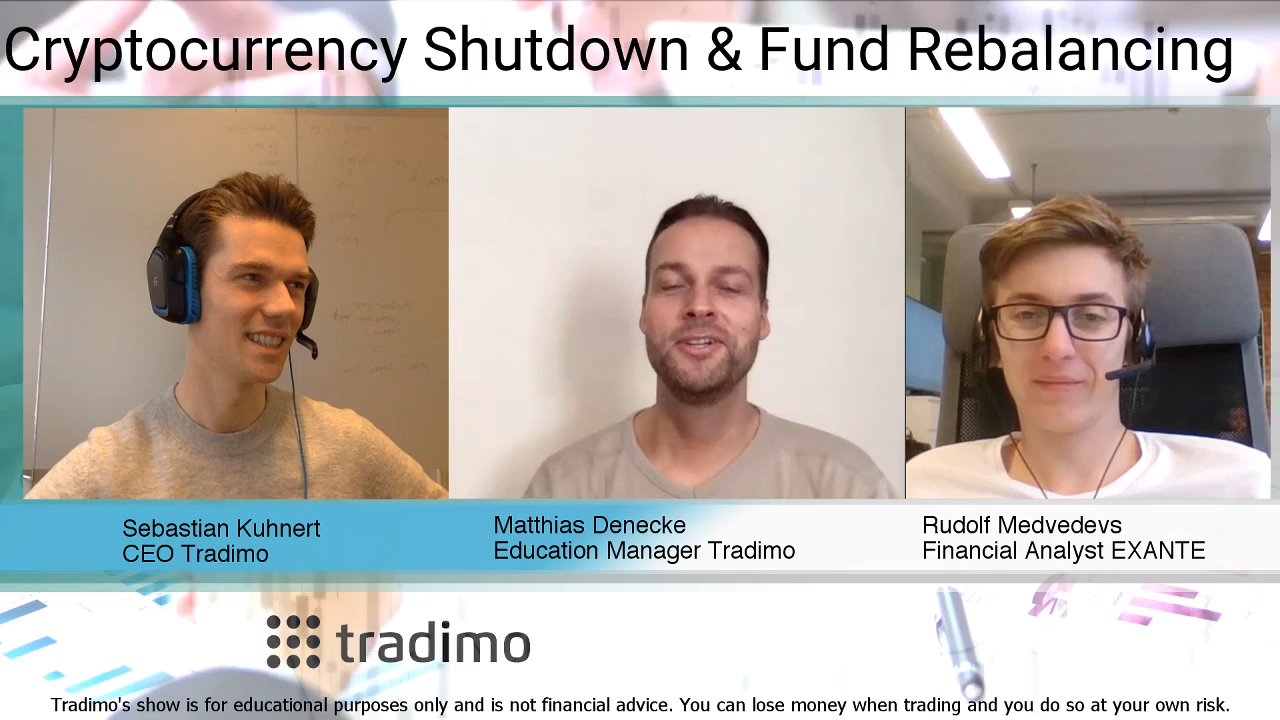 Cryptocurrency Shutdown & Fund Rebalancing
Sebastian Kuhnert
CEO Tradimo
Matthias Denecke
Education Manager Tradimo
Rudolf Medvedevs
Financial Analyst EXANTE
tradimo
Tradimo's show is for educational purposes only and is not financial advice. You can lose money when trading and you do so at your own risk.